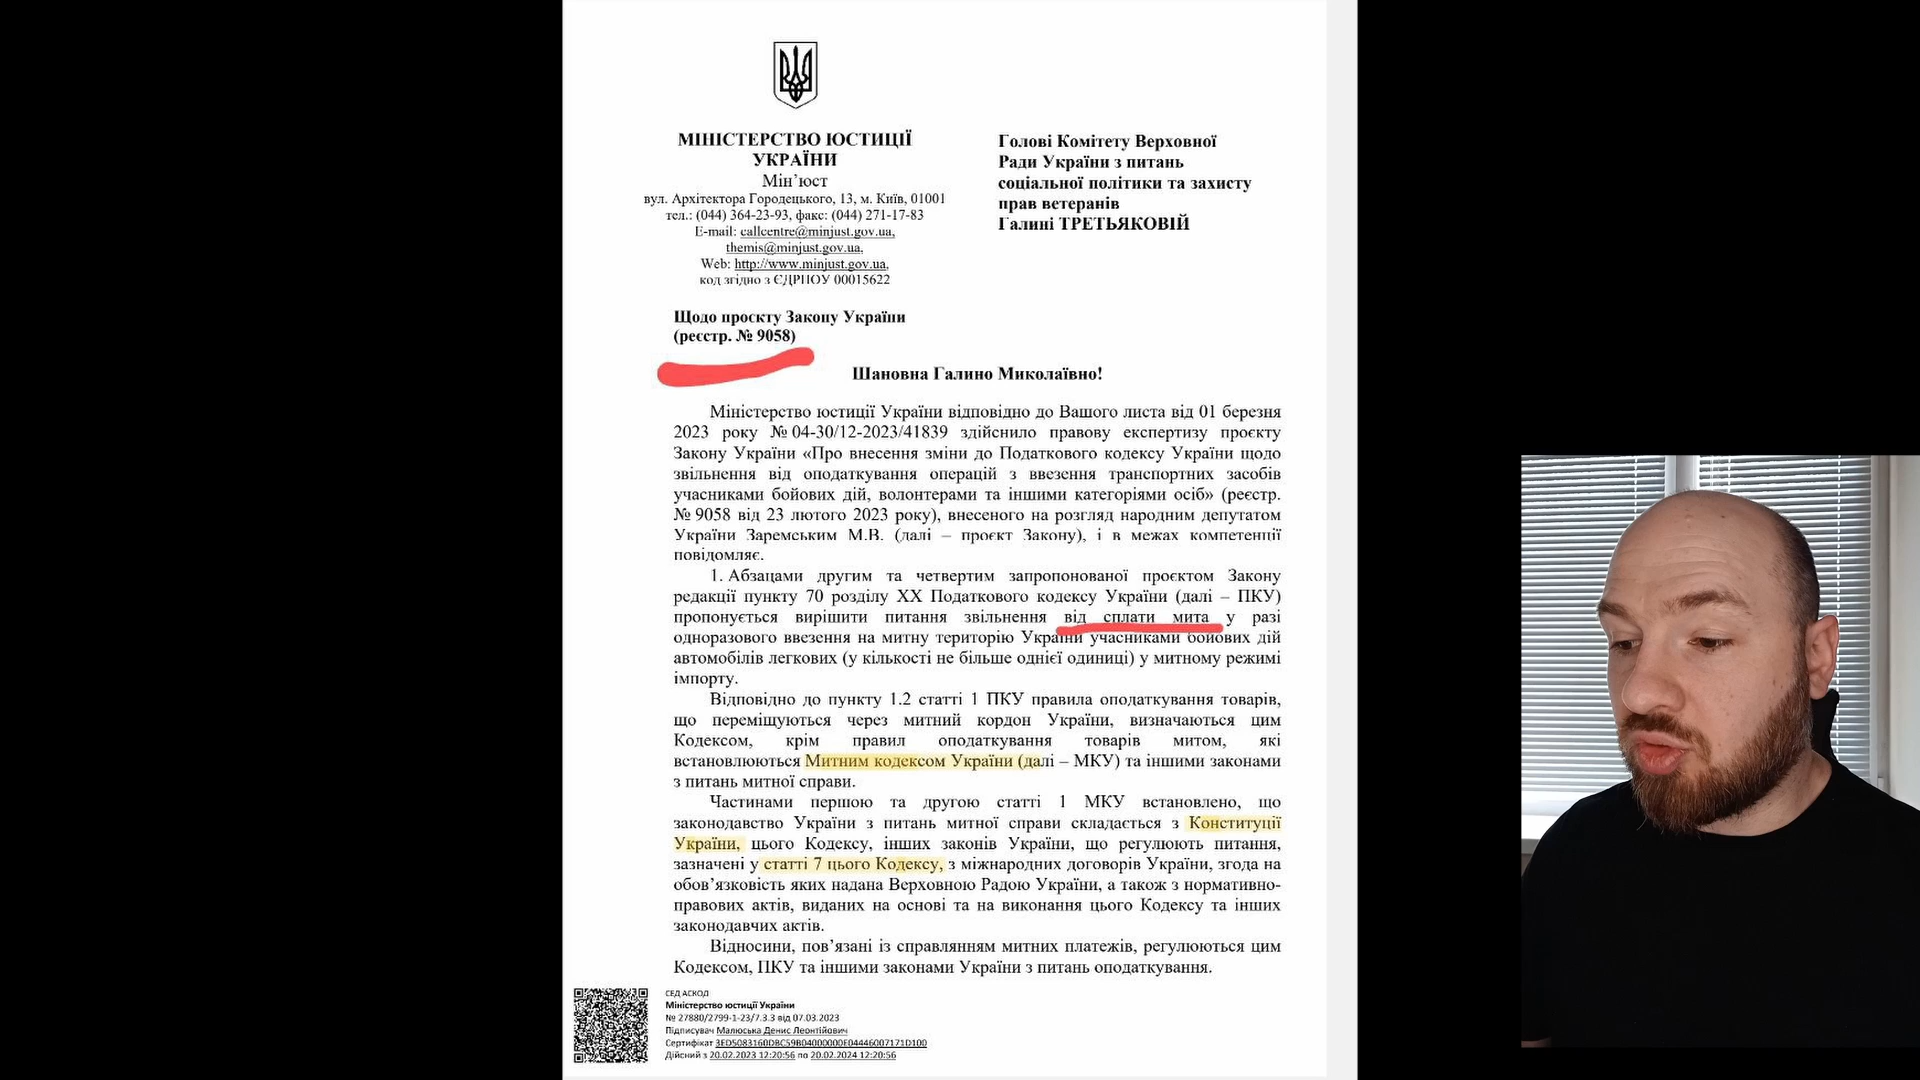 МІНІСТЕРСТВО ЮСТИЦІЇ
УКРАЇНИ
Мін’юст
вул. Архітектора Городецького, 13, м. Київ, 01001
тел.: (044) 364-23-93, факс: (044) 271-17-83
E-mail: callcentre@minjust.gov.ua,
themis@minjust.gov.ua,
Web: http://www.minjust.gov.ua,
код згідно з ЄДРПОУ 00015622
Голові Комітету Верховної
Ради України з питань
соціальної політики та захисту
прав ветеранів
Галині ТРЕТЬЯКОВІЙ
Щодо проєкту Закону України
(реєстр. № 9058)
Шановна Галино Миколаївно!
Міністерство юстиції України відповідно до Вашого листа від 01 березня
2023 року № 04-30/12-2023/41839 здійснило правову експертизу проєкту
Закону України «Про внесення зміни до Податкового кодексу України щодо
звільнення від оподаткування операцій з ввезення транспортних засобів
учасниками бойових дій, волонтерами та іншими категоріями осіб» (реєстр.
№ 9058 від 23 лютого 2023 року), внесеного на розгляд народним депутатом
України Заремським М.В. (далі – проєкт Закону), і в межах компетенції
повідомляє.
1. Абзацами другим та четвертим запропонованої проєктом Закону
редакції пункту 70 розділу XX Податкового кодексу України (далі – ПКУ)
пропонується вирішити питання звільнення від сплати мита у разі
одноразового ввезення на митну територію України учасниками бойових дій
автомобілів легкових (у кількості не більше однієї одиниці) у митному режимі
імпорту.
Відповідно до пункту 1.2 статті 1 ПКУ правила оподаткування товарів,
що переміщуються через митний кордон України, визначаються цим
Кодексом, крім правил оподаткування товарів митом, які
встановлюються Митним кодексом України (далі – МКУ) та іншими законами
з питань митної справи.
Частинами першою та другою статті 1 МКУ встановлено, що
законодавство України з питань митної справи складається з Конституції
України, цього Кодексу, інших законів України, що регулюють питання,
зазначені у статті 7 цього Кодексу, з міжнародних договорів України, згода на
обов’язковість яких надана Верховною Радою України, а також з нормативно-
правових актів, виданих на основі та на виконання цього Кодексу та інших
законодавчих актів.
Відносини, пов’язані із справлянням митних платежів, регулюються цим
Кодексом, ПКУ та іншими законами України з питань оподаткування.
СЕД АСКОД
Міністерство юстиції України
№ 27880/2799-1-23/7.3.3 від 07.03.2023
Підписувач Малюська Денис Леонтійович
Сертифікат 3ED5083160DBC59B04000000E04446007171D100
Дійсний з 20.02.2023 12:20:56 по 20.02.2024 12:20:56